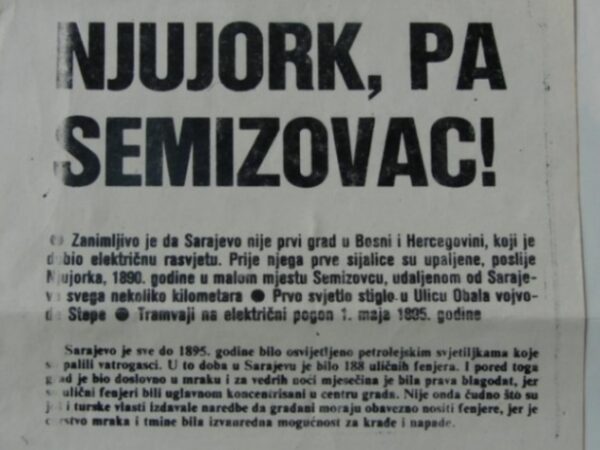 NJUJORK, PA
SEMIZOVAC!
● Zanimljivo je da Sarajevo nije prvi grad u Bosni i Hercegovini, koji je
dobio električnu rasvjetu. Prije njega prve sijalice su upaljene, poslije
Njujorka, 1890. godine u malom mjestu Semizovcu, udaljenom od Saraje-
va svega nekoliko kilometara ● Prvo svjetlo stiglo u Ulicu Obala vojvo-
de Stepe ● Tramvaji na električni pogon 1. maja 1895. godine
Sarajevo je sve do 1895. godine bilo osvijetljeno petrolejskim svjetiljkama koje
su palili vatrogasci. U to doba u Sarajevu je bilo 188 uličnih fenjera. I pored toga
grad je bio doslovno u mraku i za vedrih noći mjesečina je bila prava blagodat, jer
su ulični fenjeri bili uglavnom koncentrisani u centru grada. Nije onda čudno što su
još i turske vlasti izdavale naredbe da građani moraju obavezno nositi fenjere, jer je
carstvo mraka i tmine bila izvanredna mogućnost za krađe i napade.